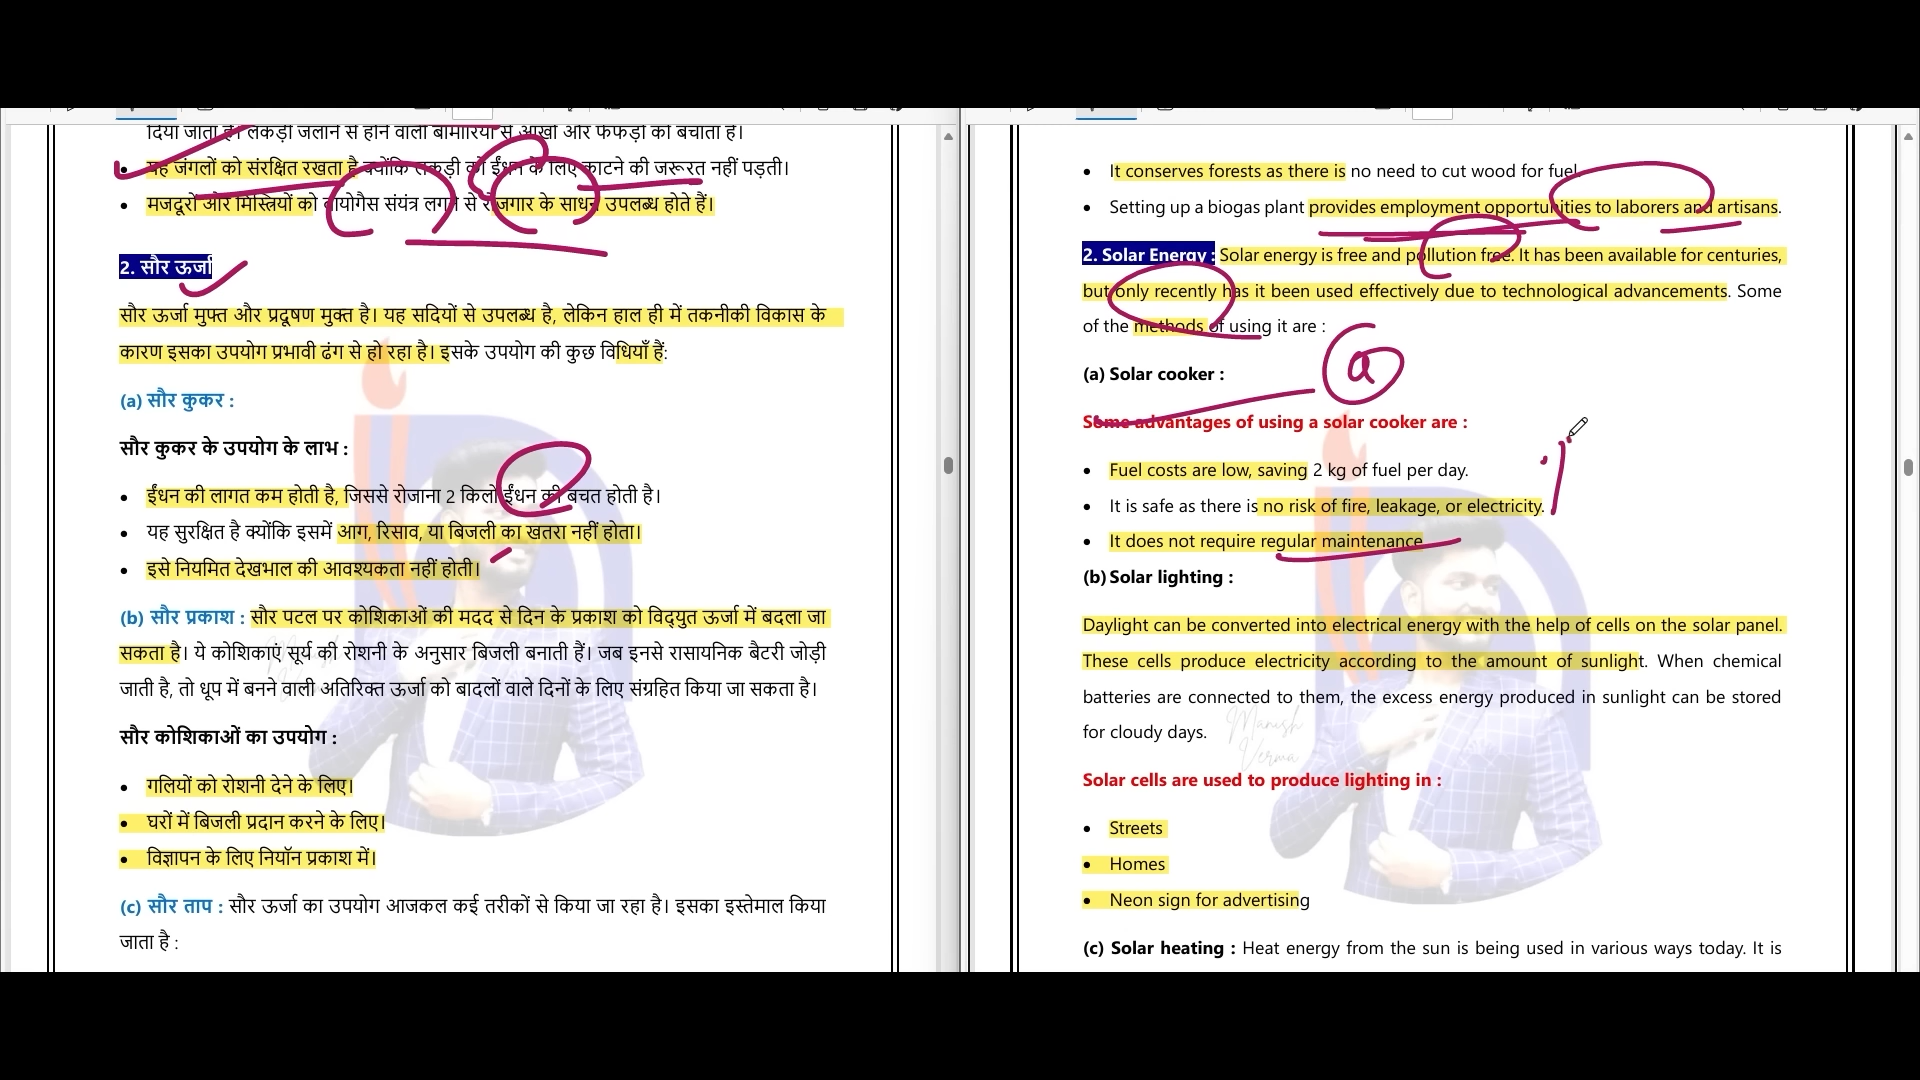 दिया जाता है। लकड़ी जलाने से होने वाली बीमारियों से आँखों और फेफड़ों को बचाता है।
• यह जंगलों को संरक्षित रखता है क्योंकि लकड़ी को ईंधन के लिए काटने की जरूरत नहीं पड़ती।
• मजदूरों और मिस्त्रियों को बायोगैस संयंत्र लगाने से रोजगार के साधन उपलब्ध होते हैं।
2. सौर ऊर्जा
सौर ऊर्जा मुफ्त और प्रदूषण मुक्त है। यह सदियों से उपलब्ध है, लेकिन हाल ही में तकनीकी विकास के
कारण इसका उपयोग प्रभावी ढंग से हो रहा है। इसके उपयोग की कुछ विधियाँ हैं:
(a) सौर कुकर :
सौर कुकर के उपयोग के लाभ :
• ईंधन की लागत कम होती है, जिससे रोजाना 2 किलो ईंधन की बचत होती है।
• यह सुरक्षित है क्योंकि इसमें आग, रिसाव, या बिजली का खतरा नहीं होता।
• इसे नियमित देखभाल की आवश्यकता नहीं होती।
(b) सौर प्रकाश : सौर पटल पर कोशिकाओं की मदद से दिन के प्रकाश को विद्युत ऊर्जा में बदला जा
सकता है। ये कोशिकाएं सूर्य की रोशनी के अनुसार बिजली बनाती हैं। जब इनसे रासायनिक बैटरी जोड़ी
जाती है, तो धूप में बनने वाली अतिरिक्त ऊर्जा को बादलों वाले दिनों के लिए संग्रहित किया जा सकता है।
सौर कोशिकाओं का उपयोग :
• गलियों को रोशनी देने के लिए।
• घरों में बिजली प्रदान करने के लिए।
• विज्ञापन के लिए नियॉन प्रकाश में।
(c) सौर ताप : सौर ऊर्जा का उपयोग आजकल कई तरीकों से किया जा रहा है। इसका इस्तेमाल किया
जाता है :
• It conserves forests as there is no need to cut wood for fuel.
• Setting up a biogas plant provides employment opportunities to laborers and artisans.
2. Solar Energy : Solar energy is free and pollution free. It has been available for centuries,
but only recently has it been used effectively due to technological advancements. Some
of the methods of using it are :
(a) Solar cooker :
a
Some advantages of using a solar cooker are :
• Fuel costs are low, saving 2 kg of fuel per day.
• It is safe as there is no risk of fire, leakage, or electricity.
• It does not require regular maintenance
(b) Solar lighting :
Daylight can be converted into electrical energy with the help of cells on the solar panel.
These cells produce electricity according to the amount of sunlight. When chemical
batteries are connected to them, the excess energy produced in sunlight can be stored
for cloudy days.
Manish
Verma
Solar cells are used to produce lighting in :
• Streets
• Homes
• Neon sign for advertising
(c) Solar heating : Heat energy from the sun is being used in various ways today. It is